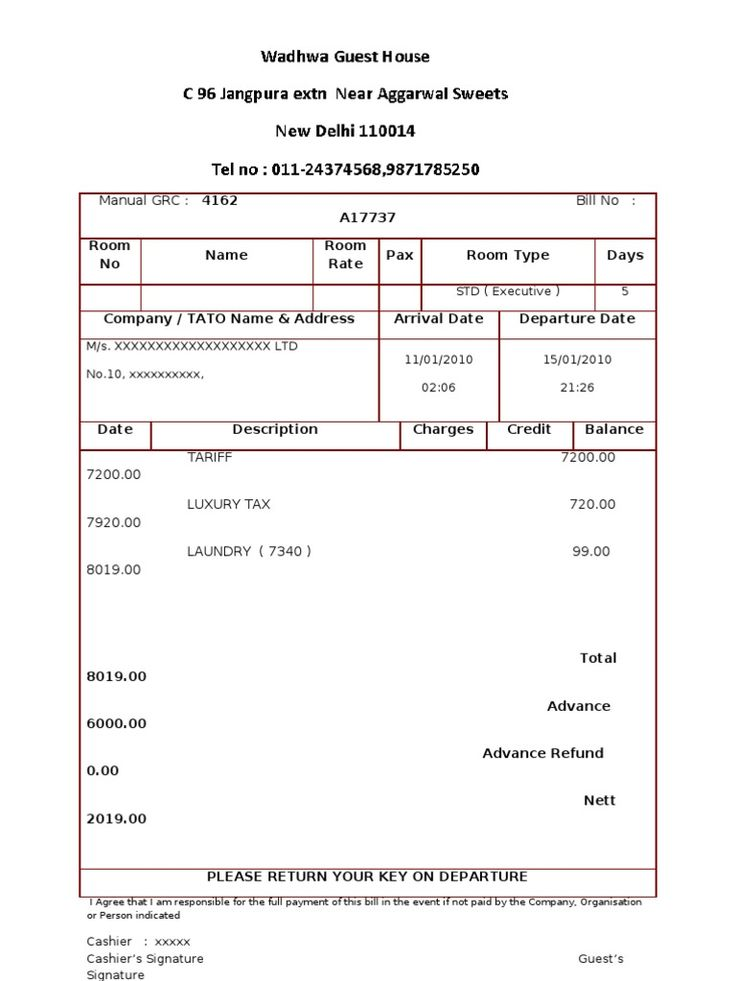 Wadhwa Guest House
C 96 Jangpura extn Near Aggarwal Sweets
New Delhi 110014
Tel no : 011-24374568,9871785250
Manual GRC : 4162 Bill No :
A17737
Room No Name Room Rate Pax Room Type Days
STD ( Executive ) 5
Company / TATO Name & Address Arrival Date Departure Date
M/s. XXXXXXXXXXXXXXXXXXX LTD
No.10, xxxxxxxxxx,
11/01/2010 15/01/2010
02:06 21:26
Date Description Charges Credit Balance
TARIFF 7200.00
7200.00
LUXURY TAX 720.00
7920.00
LAUNDRY ( 7340 ) 99.00
8019.00
Total
8019.00
Advance
6000.00
Advance Refund
0.00
Nett
2019.00
PLEASE RETURN YOUR KEY ON DEPARTURE
I Agree that I am responsible for the full payment of this bill in the event if not paid by the Company, Organisation
or Person indicated
Cashier : xxxxx
Cashier's Signature Guest's
Signature